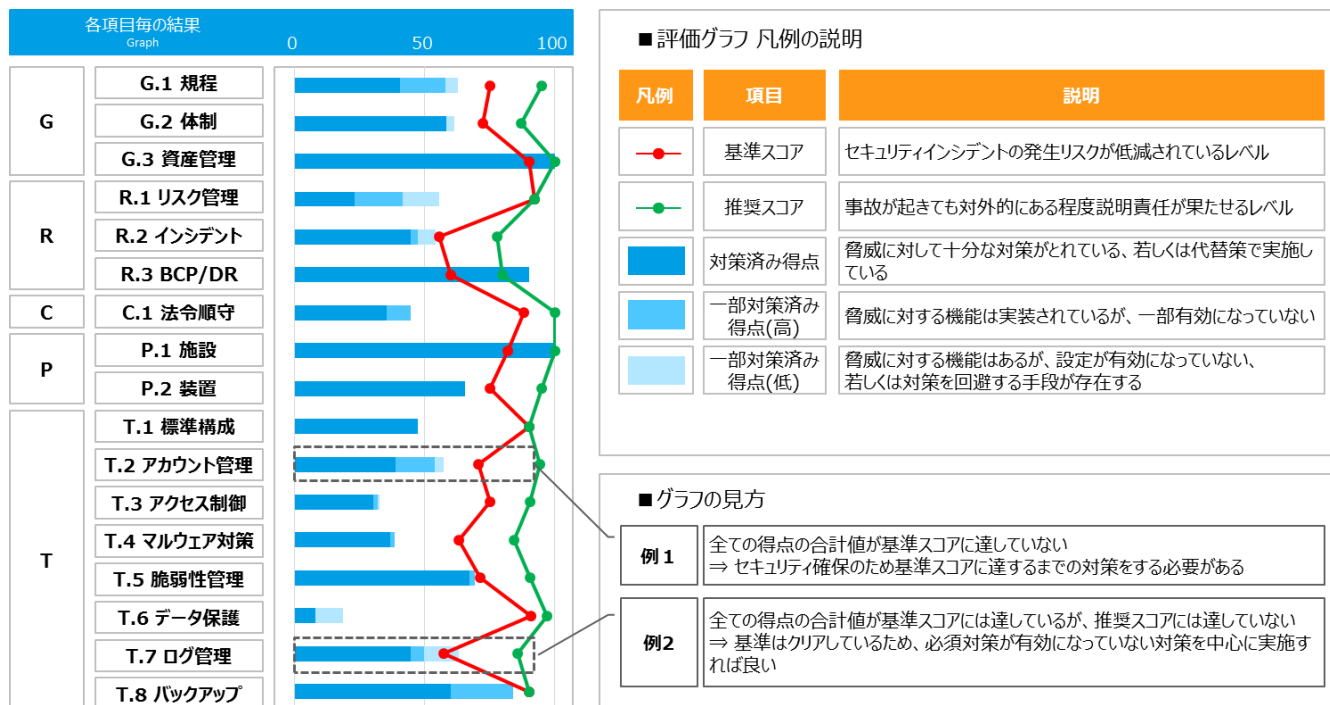 各項目毎の結果
Graph
0 50 100
G
G.1 規程
G.2 体制
G.3 資産管理
R
R.1 リスク管理
R.2 インシデント
R.3 BCP/DR
C
C.1 法令順守
P
P.1 施設
P.2 装置
T
T.1 標準構成
T.2 アカウント管理
T.3 アクセス制御
T.4 マルウェア対策
T.5 脆弱性管理
T.6 データ保護
T.7 ログ管理
T.8 バックアップ
■評価グラフ 凡例の説明
凡例 項目 説明
基準スコア セキュリティインシデントの発生リスクが低減されているレベル
推奨スコア 事故が起きても対外的にある程度説明責任が果たせるレベル
対策済み得点
脅威に対して十分な対策がとれている、若しくは代替策で実施し
ている
一部対策済み
得点(高)
脅威に対する機能は実装されているが、一部有効になっていない
一部対策済み
得点(低)
脅威に対する機能はあるが、設定が有効になっていない、
若しくは対策を回避する手段が存在する
■グラフの見方
例1
全ての得点の合計値が基準スコアに達していない
⇒ セキュリティ確保のため基準スコアに達するまでの対策をする必要がある
例2
全ての得点の合計値が基準スコアには達しているが、推奨スコアには達していない
⇒ 基準はクリアしているため、必須対策が有効になっていない対策を中心に実施す
れば良い